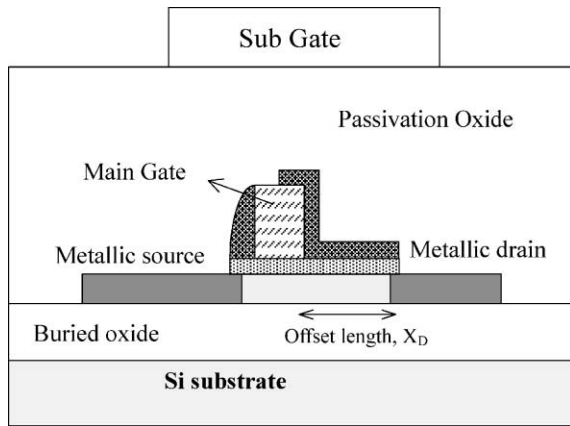 Sub Gate
Passivation Oxide
Main Gate
Metallic source
Metallic drain
Buried oxide
Offset length, X_D
Si substrate